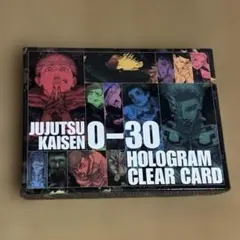 JUJUTSU
KAISEN 0-30
HOLOGRAM
CLEAR CARD